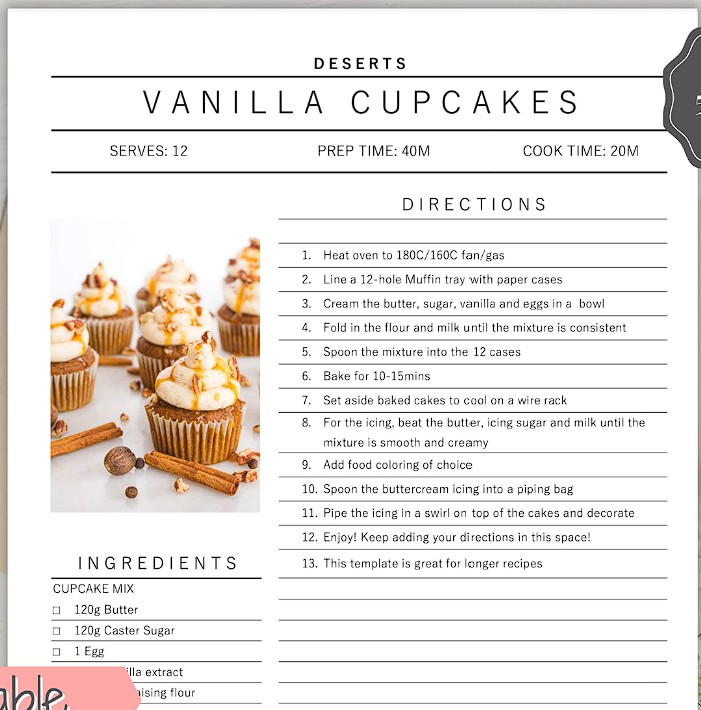 DESERTS
VANILLA CUPCAKES
SERVES: 12 PREP TIME: 40M COOK TIME: 20M
DIRECTIONS
1. Heat oven to 180C/160C fan/gas
2. Line a 12-hole Muffin tray with paper cases
3. Cream the butter, sugar, vanilla and eggs in a bowl
4. Fold in the flour and milk until the mixture is consistent
5. Spoon the mixture into the 12 cases
6. Bake for 10-15mins
7. Set aside baked cakes to cool on a wire rack
8. For the icing, beat the butter, icing sugar and milk until the
mixture is smooth and creamy
9. Add food coloring of choice
10. Spoon the buttercream icing into a piping bag
11. Pipe the icing in a swirl on top of the cakes and decorate
12. Enjoy! Keep adding your directions in this space!
13. This template is great for longer recipes
INGREDIENTS
CUPCAKE MIX
120g Butter
120g Caster Sugar
1 Egg
extract
flour